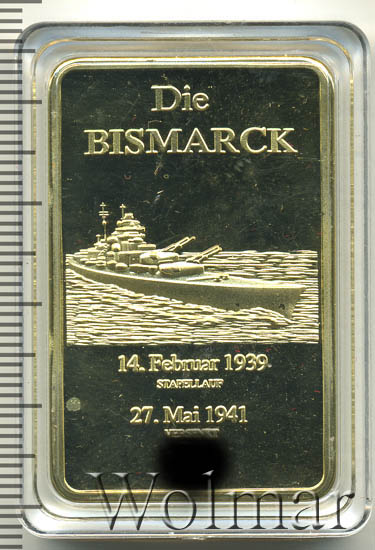 Die
BISMARCK
14. Februar 1939
STAPELLAUF
27. Mai 1941
Wolmar